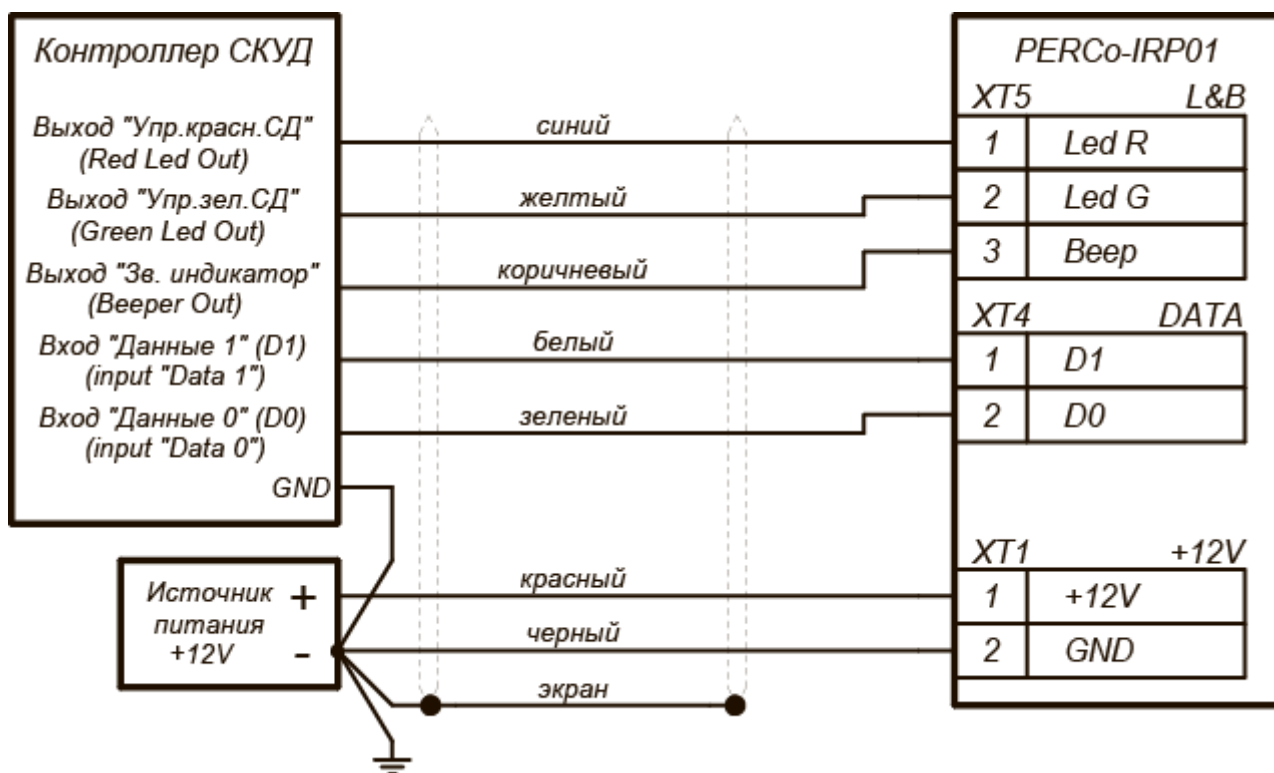 Контроллер СКУД
Выход "Упр.красн.СД"
(Red Led Out)
Выход "Упр.зел.СД"
(Green Led Out)
Выход "Зв. индикатор"
(Beeper Out)
Вход "Данные 1" (D1)
(input "Data 1")
Вход "Данные 0" (D0)
(input "Data 0")
GND
Источник +
питания
+12V -
синий
желтый
коричневый
белый
зеленый
красный
черный
экран
PERCo-IRP01
XT5 L&B
1 Led R
2 Led G
3 Beep
XT4 DATA
1 D1
2 D0
XT1 +12V
1 +12V
2 GND